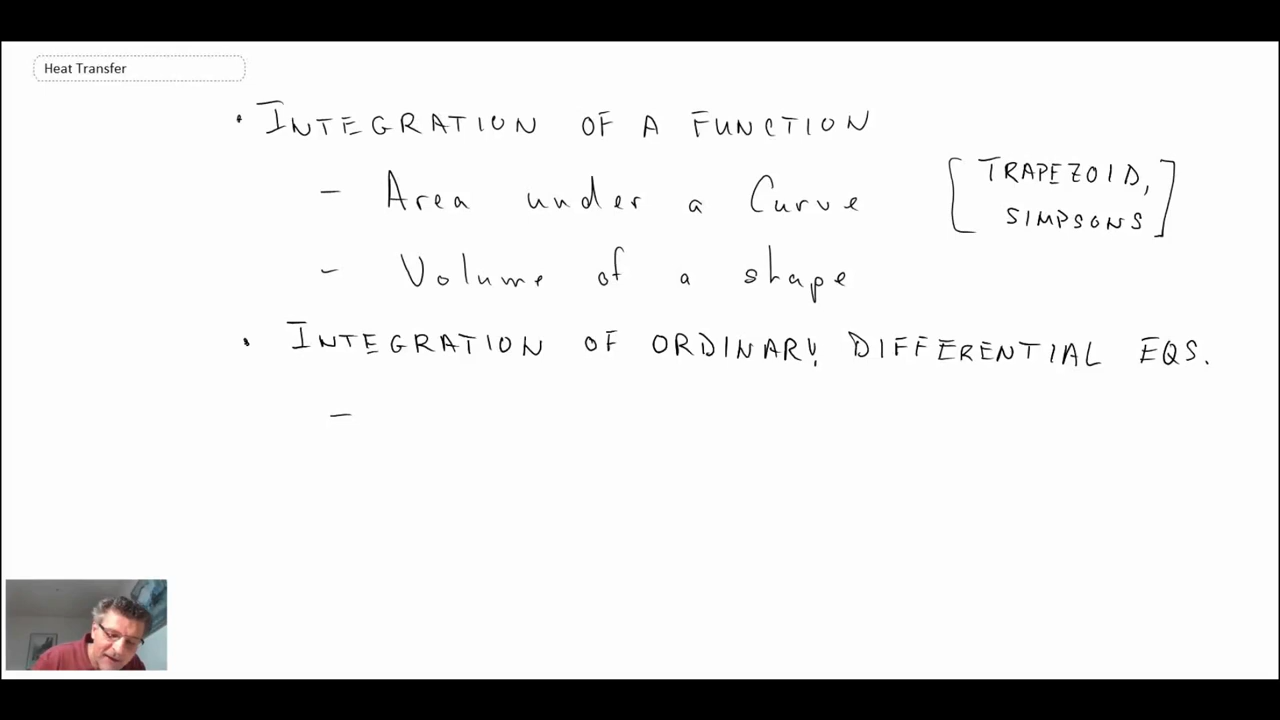 Heat Transfer
· INTEGRATION OF A FUNCTION
- Area under a Curve
[TRAPEZOID,
SIMPSONS]
- Volume of a shape
· INTEGRATION OF ORDINARY DIFFERENTIAL EQS.
-